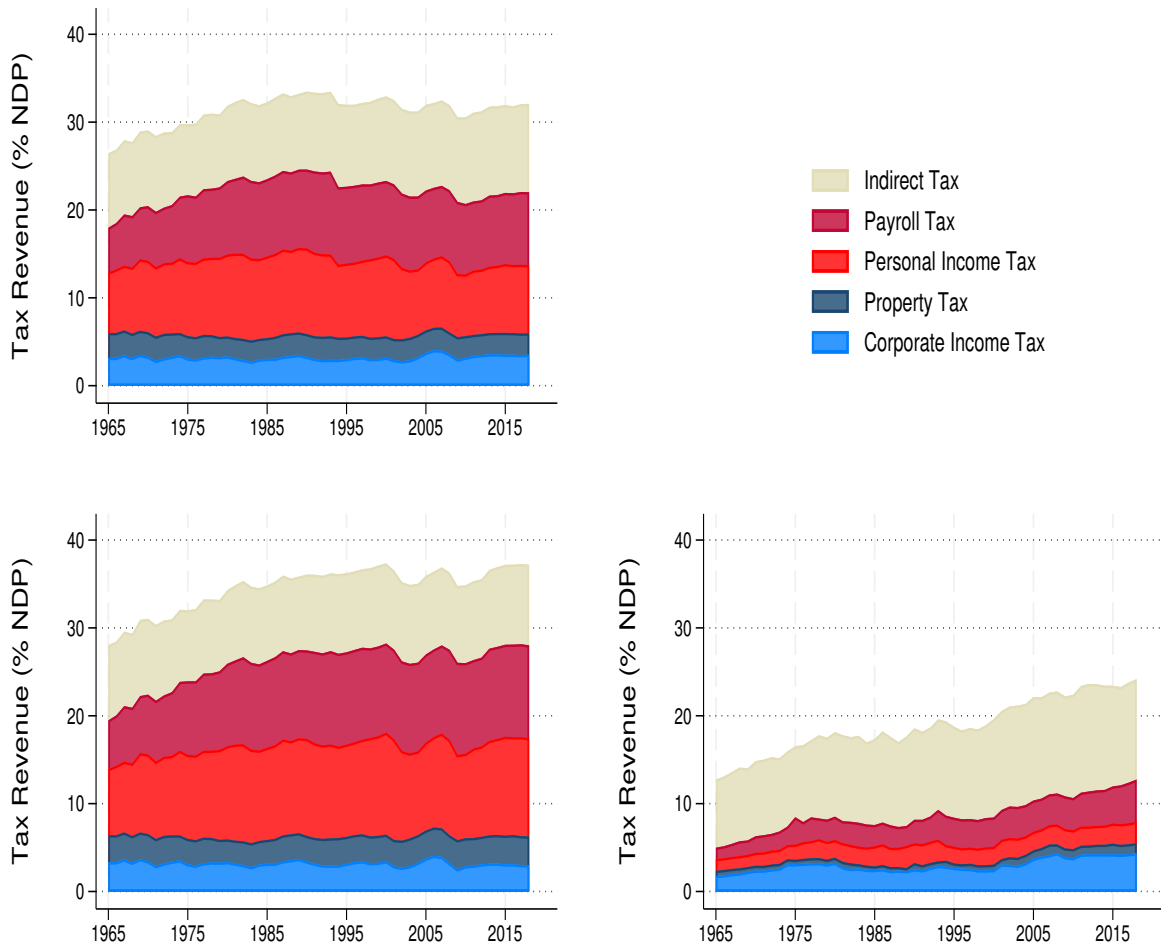 Tax Revenue (% NDP)
40
30
20
10
0
1965 1975 1985 1995 2005 2015
Indirect Tax
Payroll Tax
Personal Income Tax
Property Tax
Corporate Income Tax
Tax Revenue (% NDP)
40
30
20
10
0
1965 1975 1985 1995 2005 2015
Tax Revenue (% NDP)
40
30
20
10
0
1965 1975 1985 1995 2005 2015